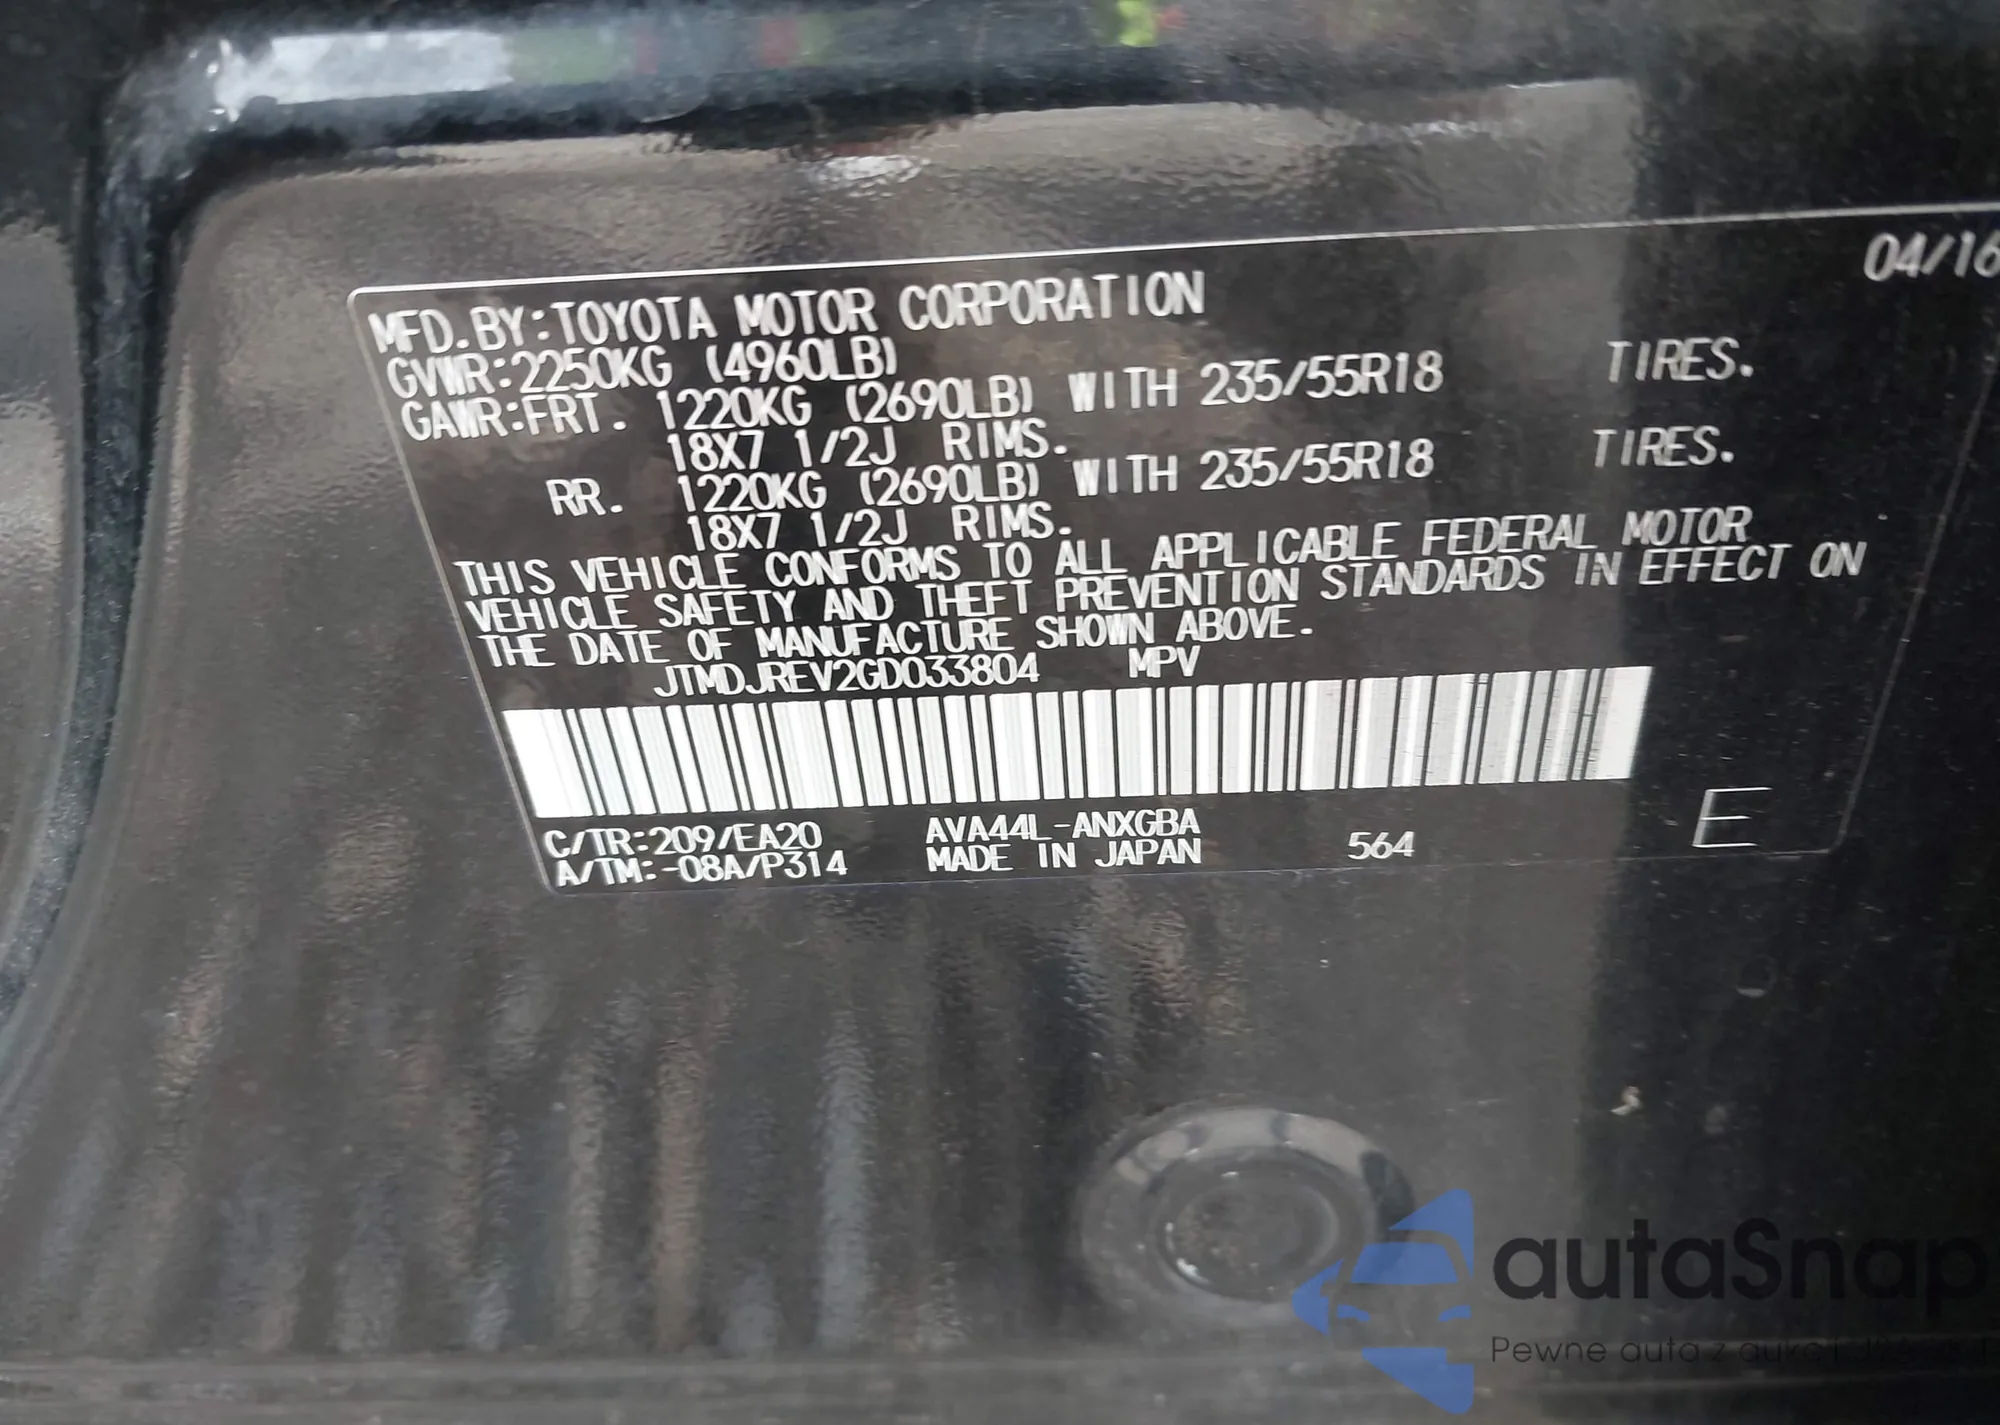 04/16
MFD.BY:TOYOTA MOTOR CORPORATION
GVWR:2250KG (4960LB)
GAWR:FRT. 1220KG (2690LB) WITH 235/55R18 TIRES.
18X7 1/2J RIMS.
RR. 1220KG (2690LB) WITH 235/55R18 TIRES.
18X7 1/2J RIMS.
THIS VEHICLE CONFORMS TO ALL APPLICABLE FEDERAL MOTOR
VEHICLE SAFETY AND THEFT PREVENTION STANDARDS IN EFFECT ON
THE DATE OF MANUFACTURE SHOWN ABOVE.
JTMDJREV2GD033804 MPV
C/TR:209/EA20 AVA44L-ANXGBA 564 E
A/TM:-08A/P314 MADE IN JAPAN
autaSnap
Pewne auta z aukcji